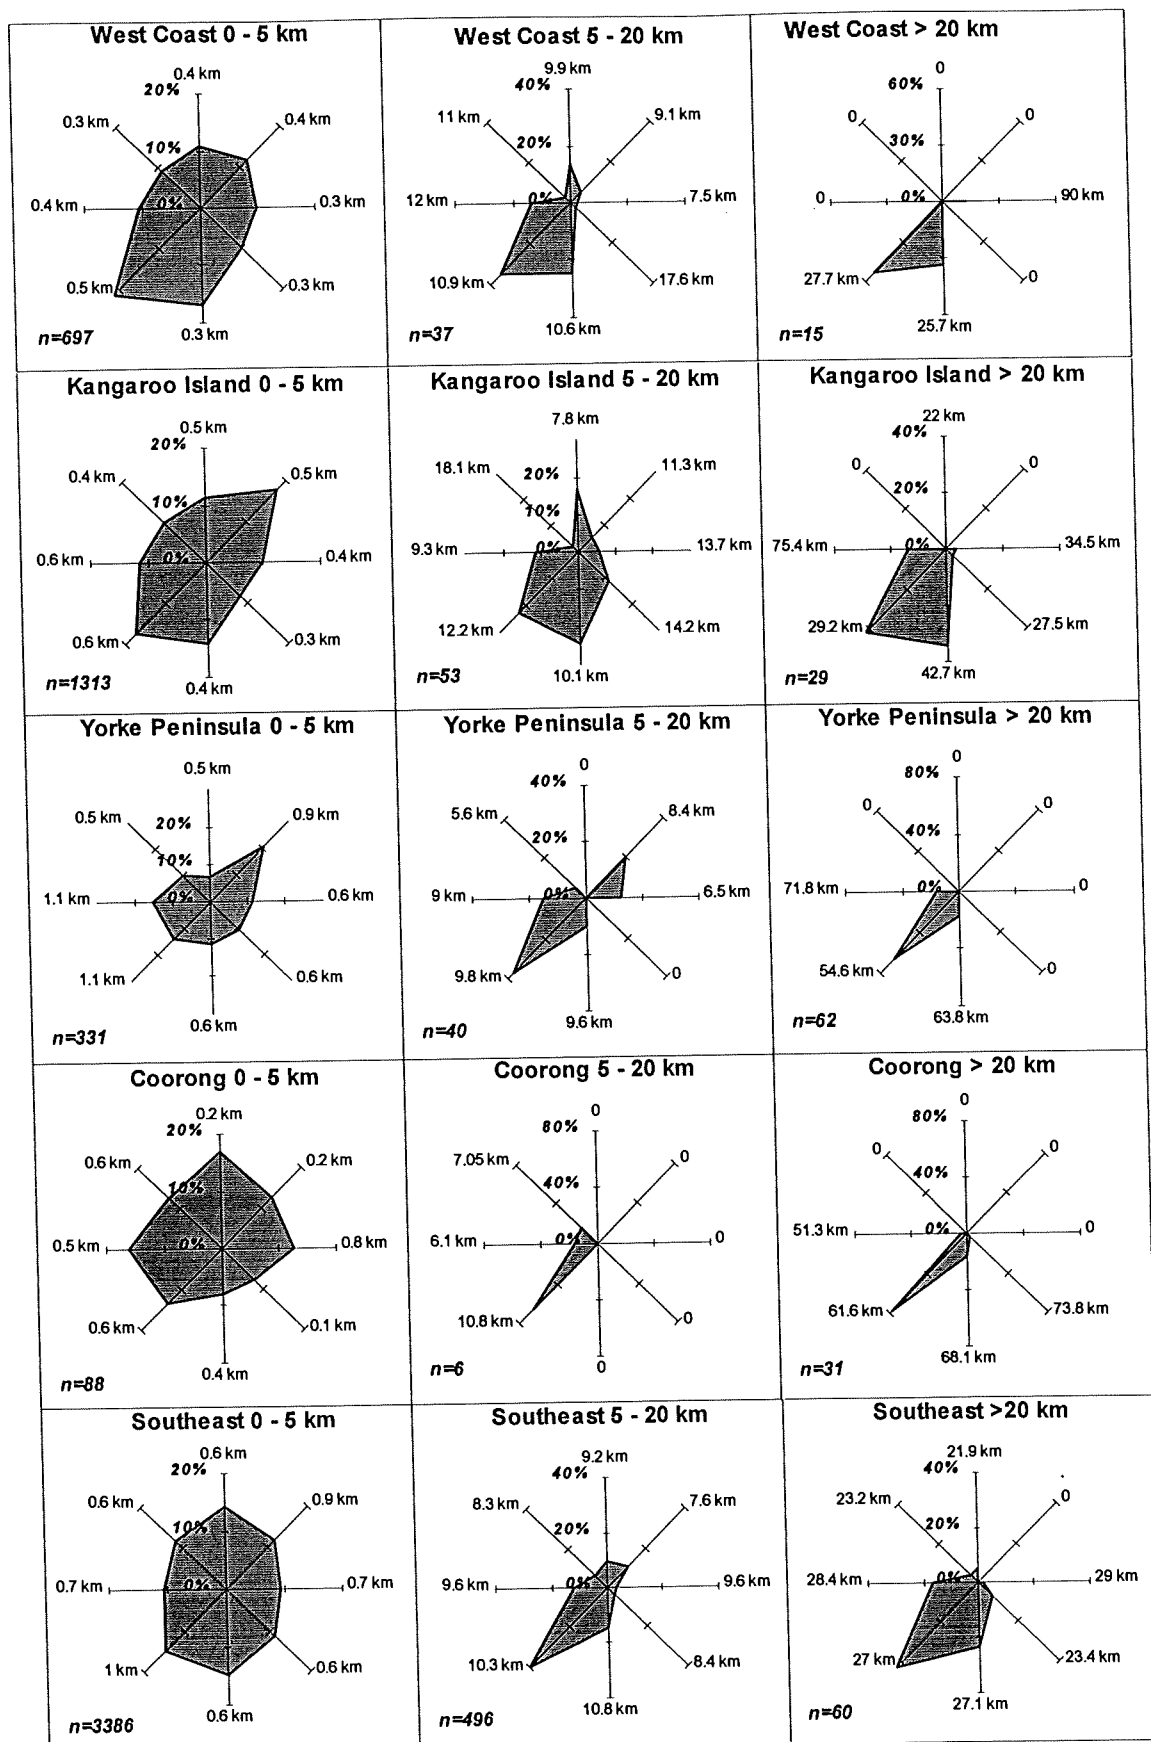 West Coast 0 - 5 km
0.4 km
20%
0.3 km
0.4 km
10%
0.4 km
0%
0.3 km
0.5 km
0.3 km
n=697
0.3 km
West Coast 5 - 20 km
9.9 km
40%
11 km
9.1 km
20%
12 km
0%
7.5 km
10.9 km
17.6 km
n=37
10.6 km
West Coast > 20 km
0
60%
0
0
30%
0
0%
90 km
27.7 km
0
n=15
25.7 km
Kangaroo Island 0 - 5 km
0.5 km
20%
0.4 km
0.5 km
10%
0.6 km
0%
0.4 km
0.6 km
0.3 km
n=1313
0.4 km
Kangaroo Island 5 - 20 km
7.8 km
18.1 km
20%
11.3 km
10%
9.3 km
0%
13.7 km
12.2 km
14.2 km
n=53
10.1 km
Kangaroo Island > 20 km
22 km
40%
0
0
20%
75.4 km
0%
34.5 km
29.2 km
27.5 km
n=29
42.7 km
Yorke Peninsula 0 - 5 km
0.5 km
0.5 km
20%
0.9 km
10%
1.1 km
0%
0.6 km
1.1 km
0.6 km
n=331
0.6 km
Yorke Peninsula 5 - 20 km
0
40%
5.6 km
8.4 km
20%
9 km
0%
6.5 km
9.8 km
0
n=40
9.6 km
Yorke Peninsula > 20 km
0
80%
0
0
40%
71.8 km
0%
0
54.6 km
0
n=62
63.8 km
Coorong 0 - 5 km
0.2 km
20%
0.6 km
0.2 km
10%
0.5 km
0%
0.8 km
0.6 km
0.1 km
n=88
0.4 km
Coorong 5 - 20 km
0
80%
7.05 km
0
40%
6.1 km
0%
0
10.8 km
0
n=6
0
Coorong > 20 km
0
80%
0
0
40%
51.3 km
0%
0
61.6 km
73.8 km
n=31
68.1 km
Southeast 0 - 5 km
0.6 km
20%
0.6 km
0.9 km
10%
0.7 km
0%
0.7 km
1 km
0.6 km
n=3386
0.6 km
Southeast 5 - 20 km
9.2 km
40%
8.3 km
7.6 km
20%
9.6 km
0%
9.6 km
10.3 km
8.4 km
n=496
10.8 km
Southeast >20 km
21.9 km
40%
23.2 km
0
20%
28.4 km
0%
29 km
27 km
23.4 km
n=60
27.1 km